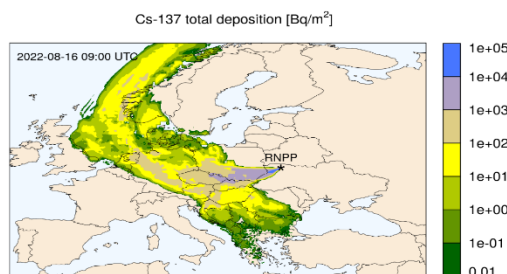 Cs-137 total deposition [Bq/m²]
2022-08-16 09:00 UTC
RNPP
1e+05
1e+04
1e+03
1e+02
1e+01
1e+00
1e-01
0.01